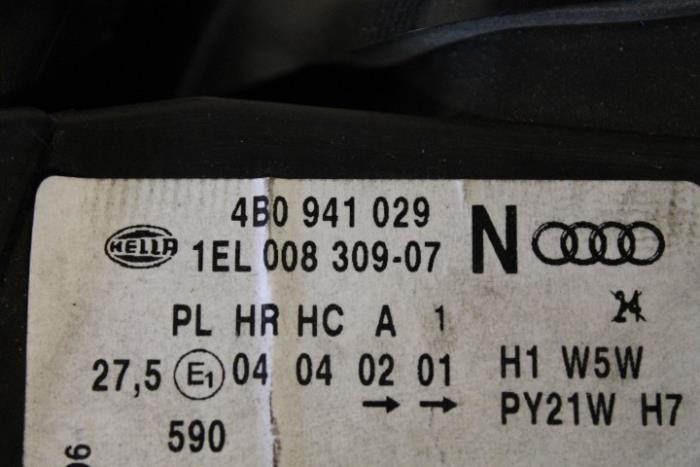 4B0 941 029 N
HELLA 1EL 008 309-07
24
PL HR HC A 1
27,5 E1 04 04 02 01 H1 W5W
→ → PY21W H7
590